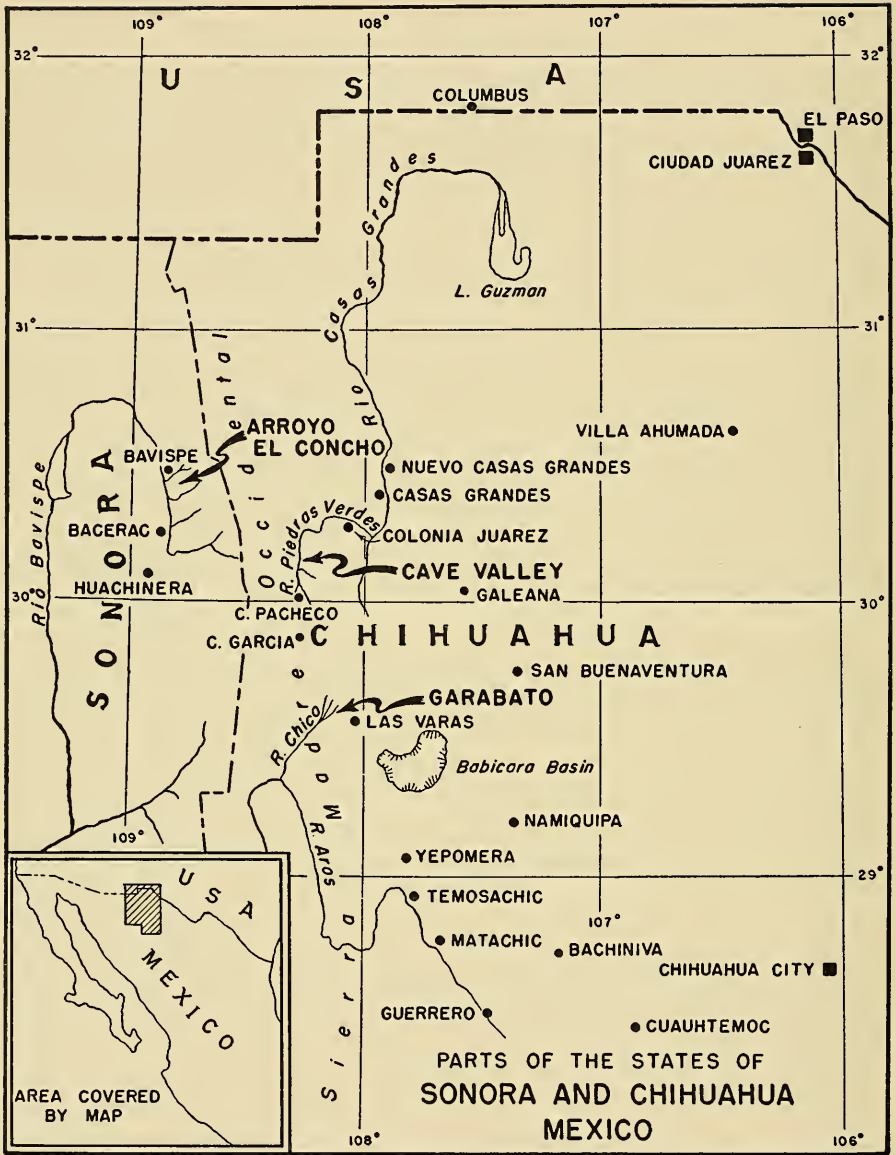 109° 108° 107° 106°
32° 32°
U S A
COLUMBUS
EL PASO
CIUDAD JUAREZ
Rio Casas Grandes
L. Guzman
31° 31°
Sierra Madre Occidental
ARROYO
EL CONCHO
VILLA AHUMADA
BAVISPE
NUEVO CASAS GRANDES
CASAS GRANDES
Rio Bavispe
SONORA
R. Piedras Verdes
BACERAC
COLONIA JUAREZ
CAVE VALLEY
HUACHINERA
GALEANA
30° 30°
C. PACHECO
C. GARCIA
CHIHUAHUA
SAN BUENAVENTURA
GARABATO
R. Chico
LAS VARAS
Babicora Basin
NAMIQUIPA
R. Aros
109°
YEPOMERA
29°
TEMOSACHIC
107°
MATACHIC
BACHINIVA
CHIHUAHUA CITY
GUERRERO
CUAUHTEMOC
USA
MEXICO
AREA COVERED
BY MAP
PARTS OF THE STATES OF
SONORA AND CHIHUAHUA
MEXICO
108° 106°